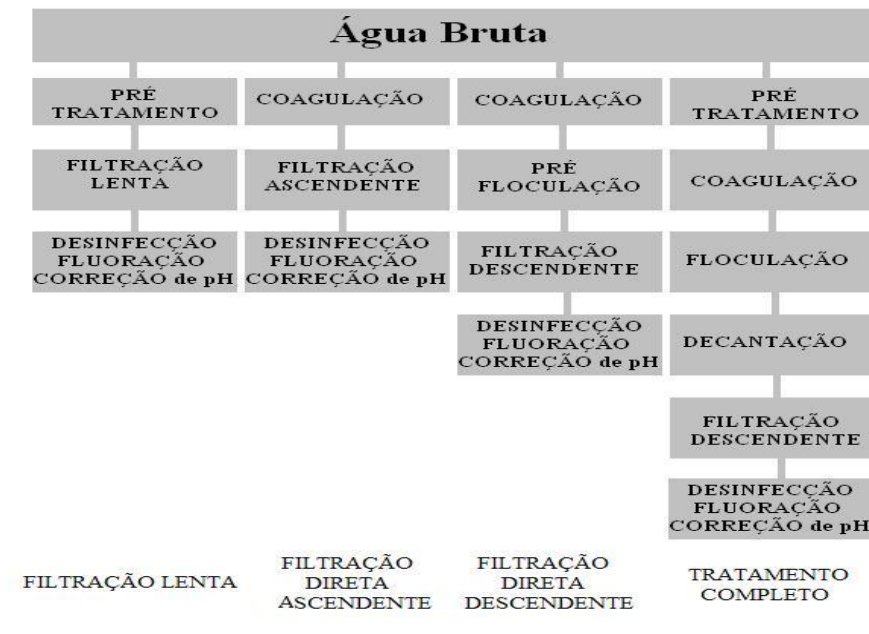 Água Bruta
PRÉ
TRATAMENTO
FILTRAÇÃO
LENTA
DESINFECÇÃO
FLUORAÇÃO
CORREÇÃO de pH
COAGULAÇÃO
FILTRAÇÃO
ASCENDENTE
DESINFECÇÃO
FLUORAÇÃO
CORREÇÃO de pH
COAGULAÇÃO
PRÉ
FLOCULAÇÃO
FILTRAÇÃO
DESCENDENTE
DESINFECÇÃO
FLUORAÇÃO
CORREÇÃO de pH
PRÉ
TRATAMENTO
COAGULAÇÃO
FLOCULAÇÃO
DECANTAÇÃO
FILTRAÇÃO
DESCENDENTE
DESINFECÇÃO
FLUORAÇÃO
CORREÇÃO de pH
FILTRAÇÃO LENTA
FILTRAÇÃO
DIRETA
ASCENDENTE
FILTRAÇÃO
DIRETA
DESCENDENTE
TRATAMENTO
COMPLETO